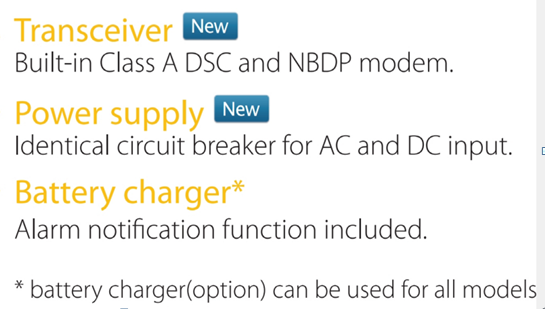 Transceiver New
Built-in Class A DSC and NBDP modem.
Power supply New
Identical circuit breaker for AC and DC input.
Battery charger*
Alarm notification function included.
* battery charger(option) can be used for all models